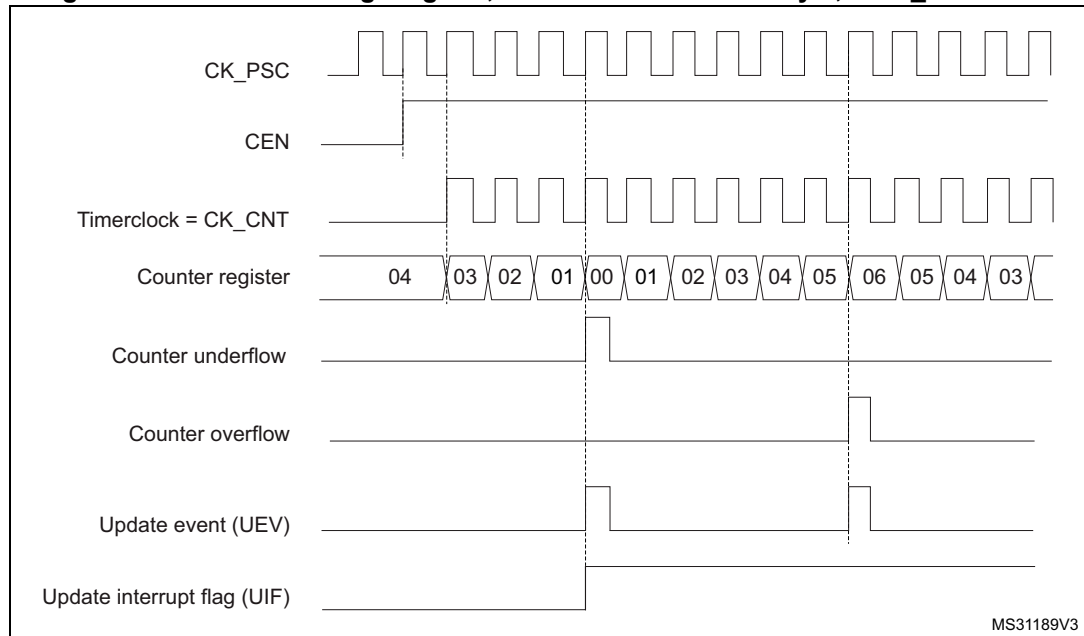 CK_PSC
CEN
Timerclock = CK_CNT
Counter register 04 03 02 01 00 01 02 03 04 05 06 05 04 03
Counter underflow
Counter overflow
Update event (UEV)
Update interrupt flag (UIF)
MS31189V3